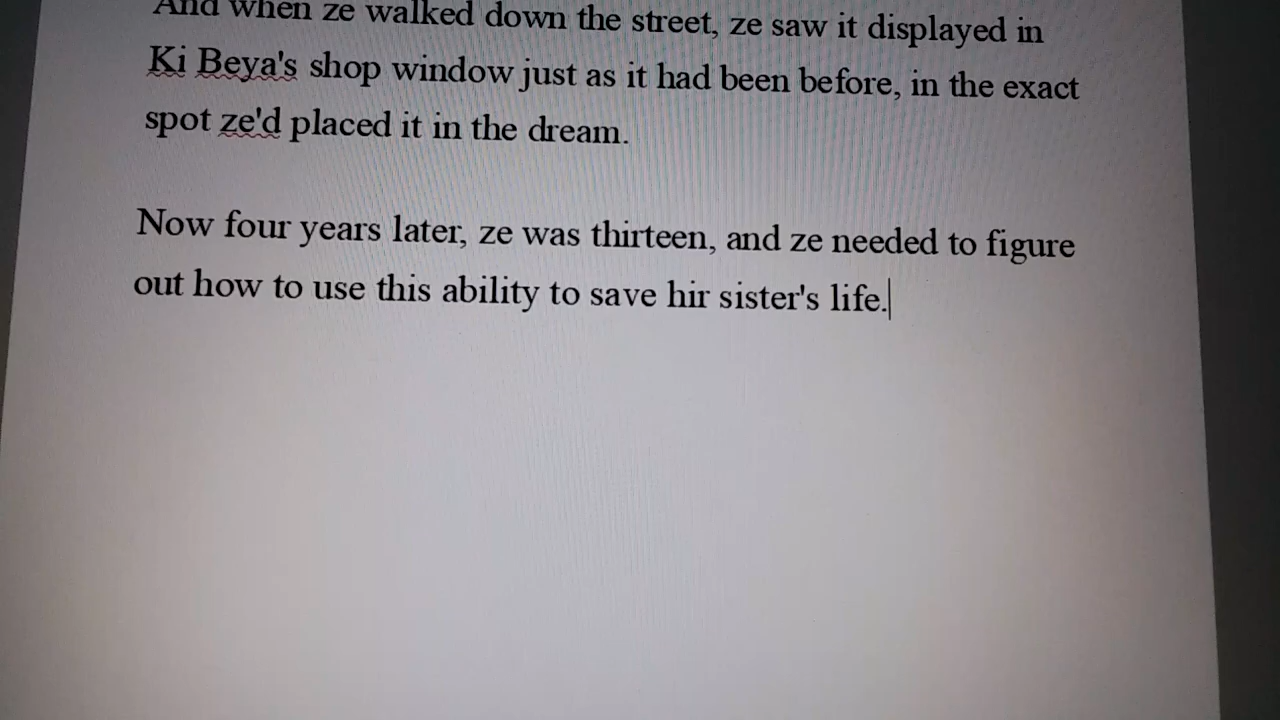 And when ze walked down the street, ze saw it displayed in
Ki Beya's shop window just as it had been before, in the exact
spot ze'd placed it in the dream.
Now four years later, ze was thirteen, and ze needed to figure
out how to use this ability to save hir sister's life.